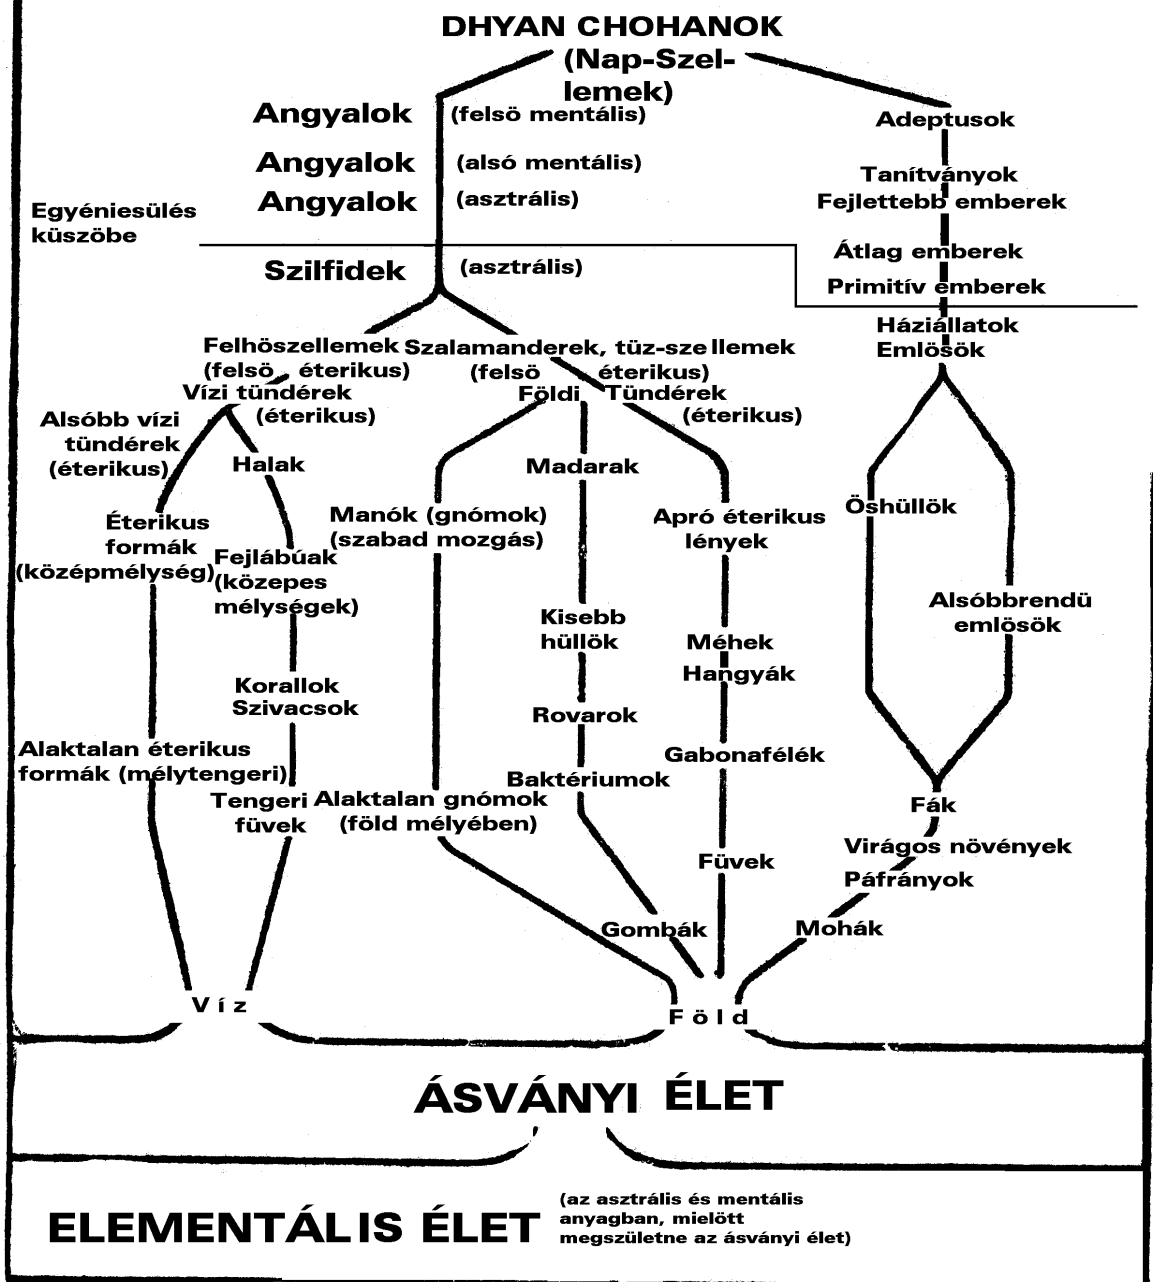 DHYAN CHOHANOK
(Nap-Szel-
lemek)
Angyalok (felsö mentális)
Adeptusok
Angyalok (alsó mentális)
Tanítványok
Angyalok (asztrális)
Fejlettebb emberek
Egyéniesülés
küszöbe
Átlag emberek
Szilfidek (asztrális)
Primitív emberek
Háziállatok
Emlösök
Felhöszellemek
(felsö éterikus)
Szalamanderek, tüz-sze llemek
(felsö éterikus)
Vízi tündérek
(éterikus)
Földi Tündérek
(éterikus)
Alsóbb vízi
tündérek
(éterikus)
Halak
Madarak
Éterikus
formák
(középmélység)
Fejlábúak
(közepes
mélységek)
Manók (gnómok)
(szabad mozgás)
Apró éterikus
lények
Öshüllök
Alsóbbrendü
emlösök
Kisebb
hüllök
Méhek
Hangyák
Korallok
Szivacsok
Rovarok
Alaktalan éterikus
formák (mélytengeri)
Gabonafélék
Baktériumok
Tengeri
füvek
Alaktalan gnómok
(föld mélyében)
Fák
Virágos növények
Füvek
Páfrányok
Gombák
Mohák
Víz
Föld
ÁSVÁNYI ÉLET
ELEMENTÁLIS ÉLET
(az asztrális és mentális
anyagban, mielött
megszületne az ásványi élet)